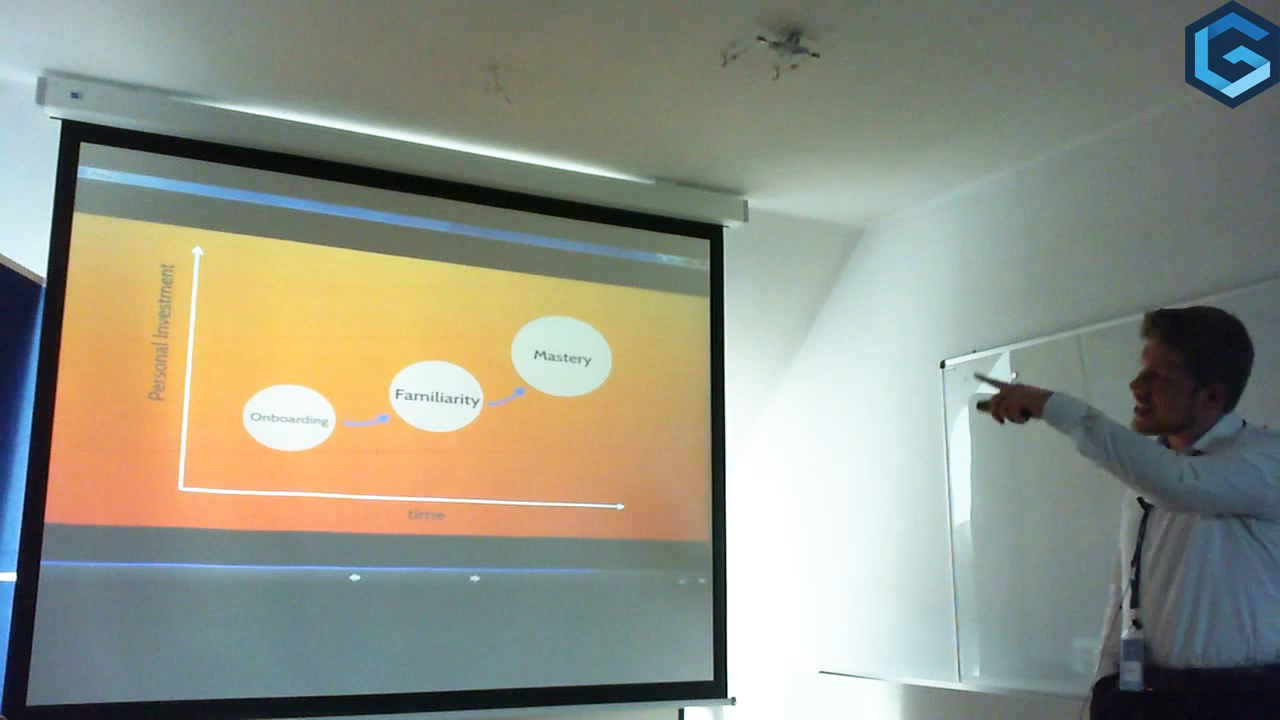 Personal Investment
Onboarding
Familiarity
Mastery
time